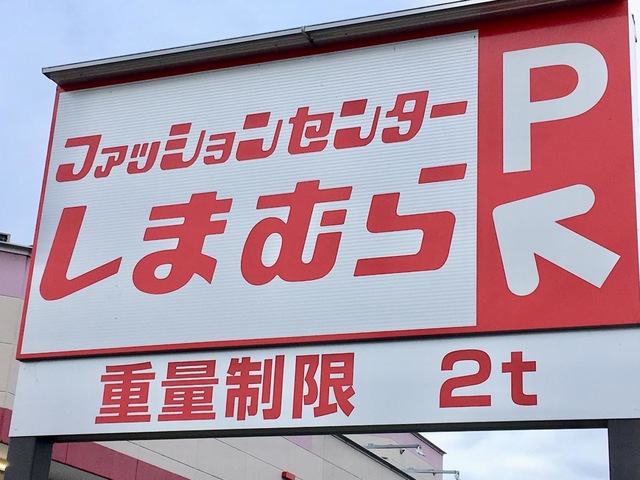 ファッションセンター
しまむら
P
重量制限 2t